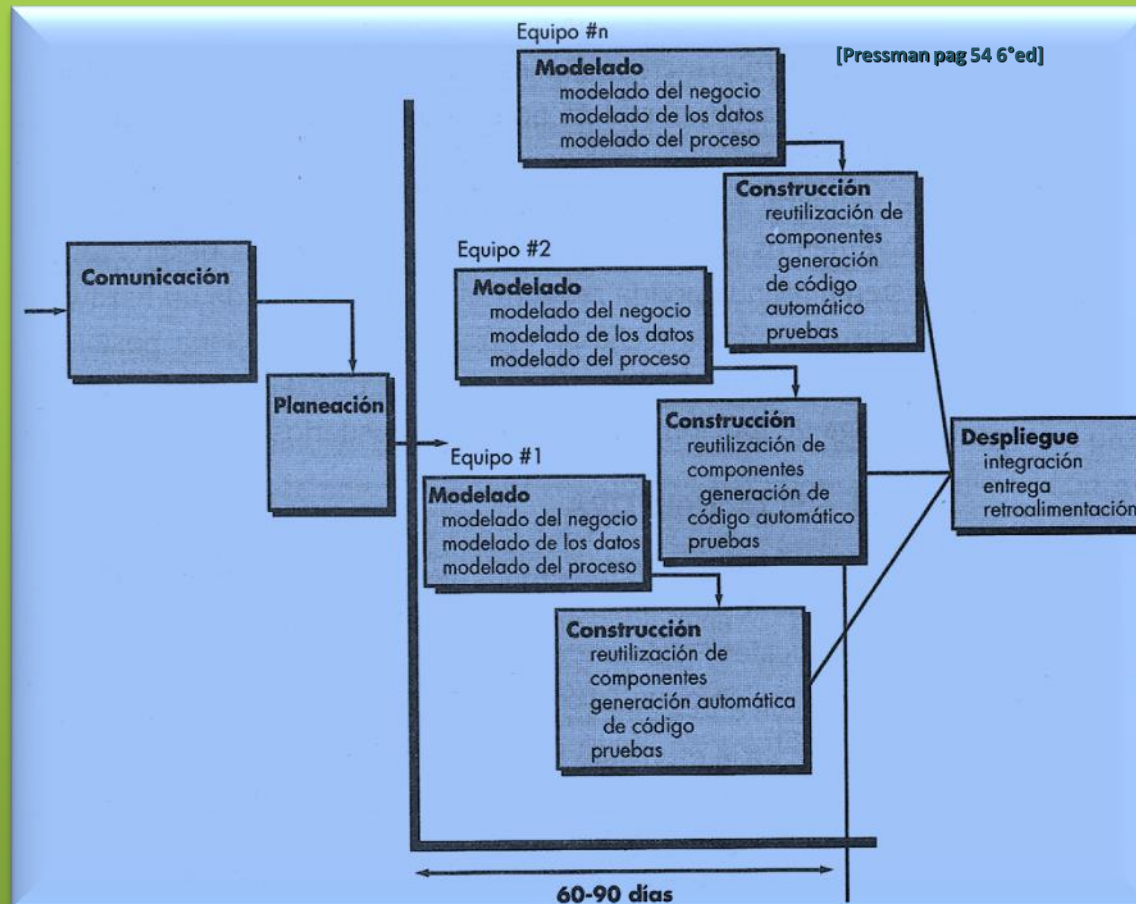 Equipo #n
[Pressman pag 54 6°ed]
Modelado
modelado del negocio
modelado de los datos
modelado del proceso
Construcción
reutilización de
componentes
generación
de código
automático
pruebas
Equipo #2
Modelado
modelado del negocio
modelado de los datos
modelado del proceso
Comunicación
Planeación
Construcción
reutilización de
componentes
generación de
código automático
pruebas
Despliegue
integración
entrega
retroalimentación
Equipo #1
Modelado
modelado del negocio
modelado de los datos
modelado del proceso
Construcción
reutilización de
componentes
generación automática
de código
pruebas
60-90 días